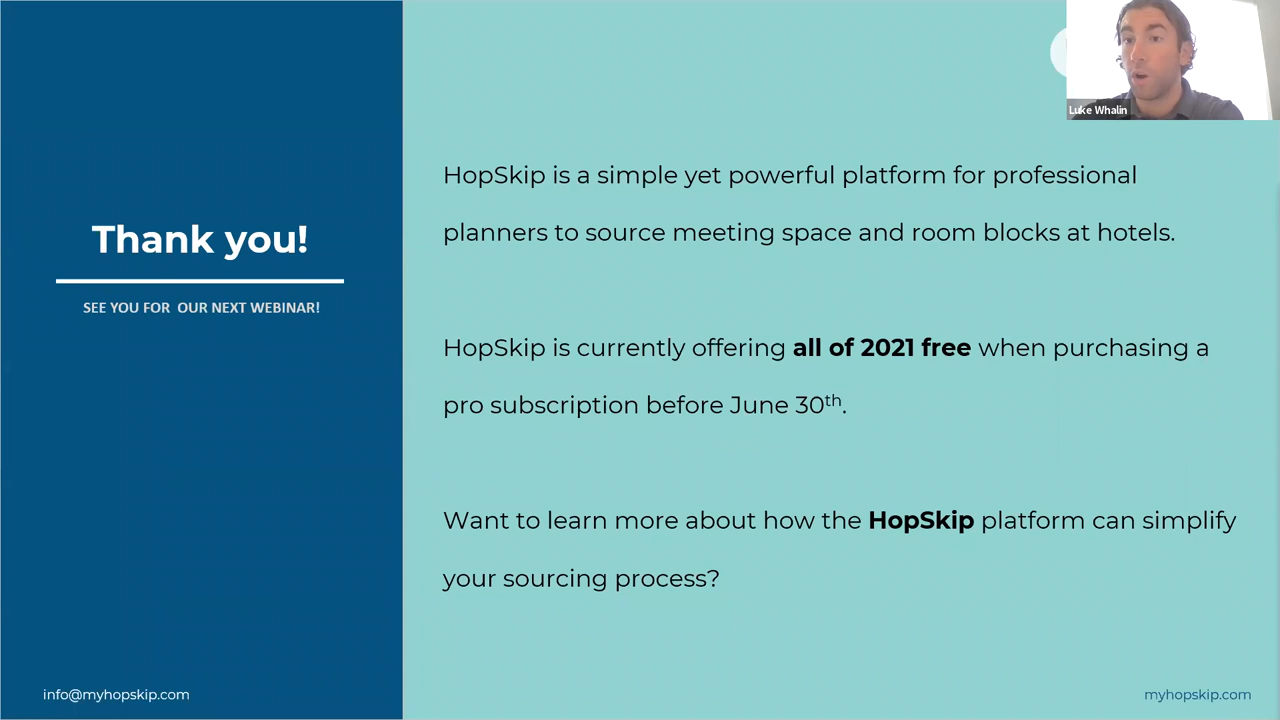 Luke Whalin
Thank you!
SEE YOU FOR OUR NEXT WEBINAR!
HopSkip is a simple yet powerful platform for professional
planners to source meeting space and room blocks at hotels.
HopSkip is currently offering all of 2021 free when purchasing a
pro subscription before June 30th.
Want to learn more about how the HopSkip platform can simplify
your sourcing process?
info@myhopskip.com
myhopskip.com